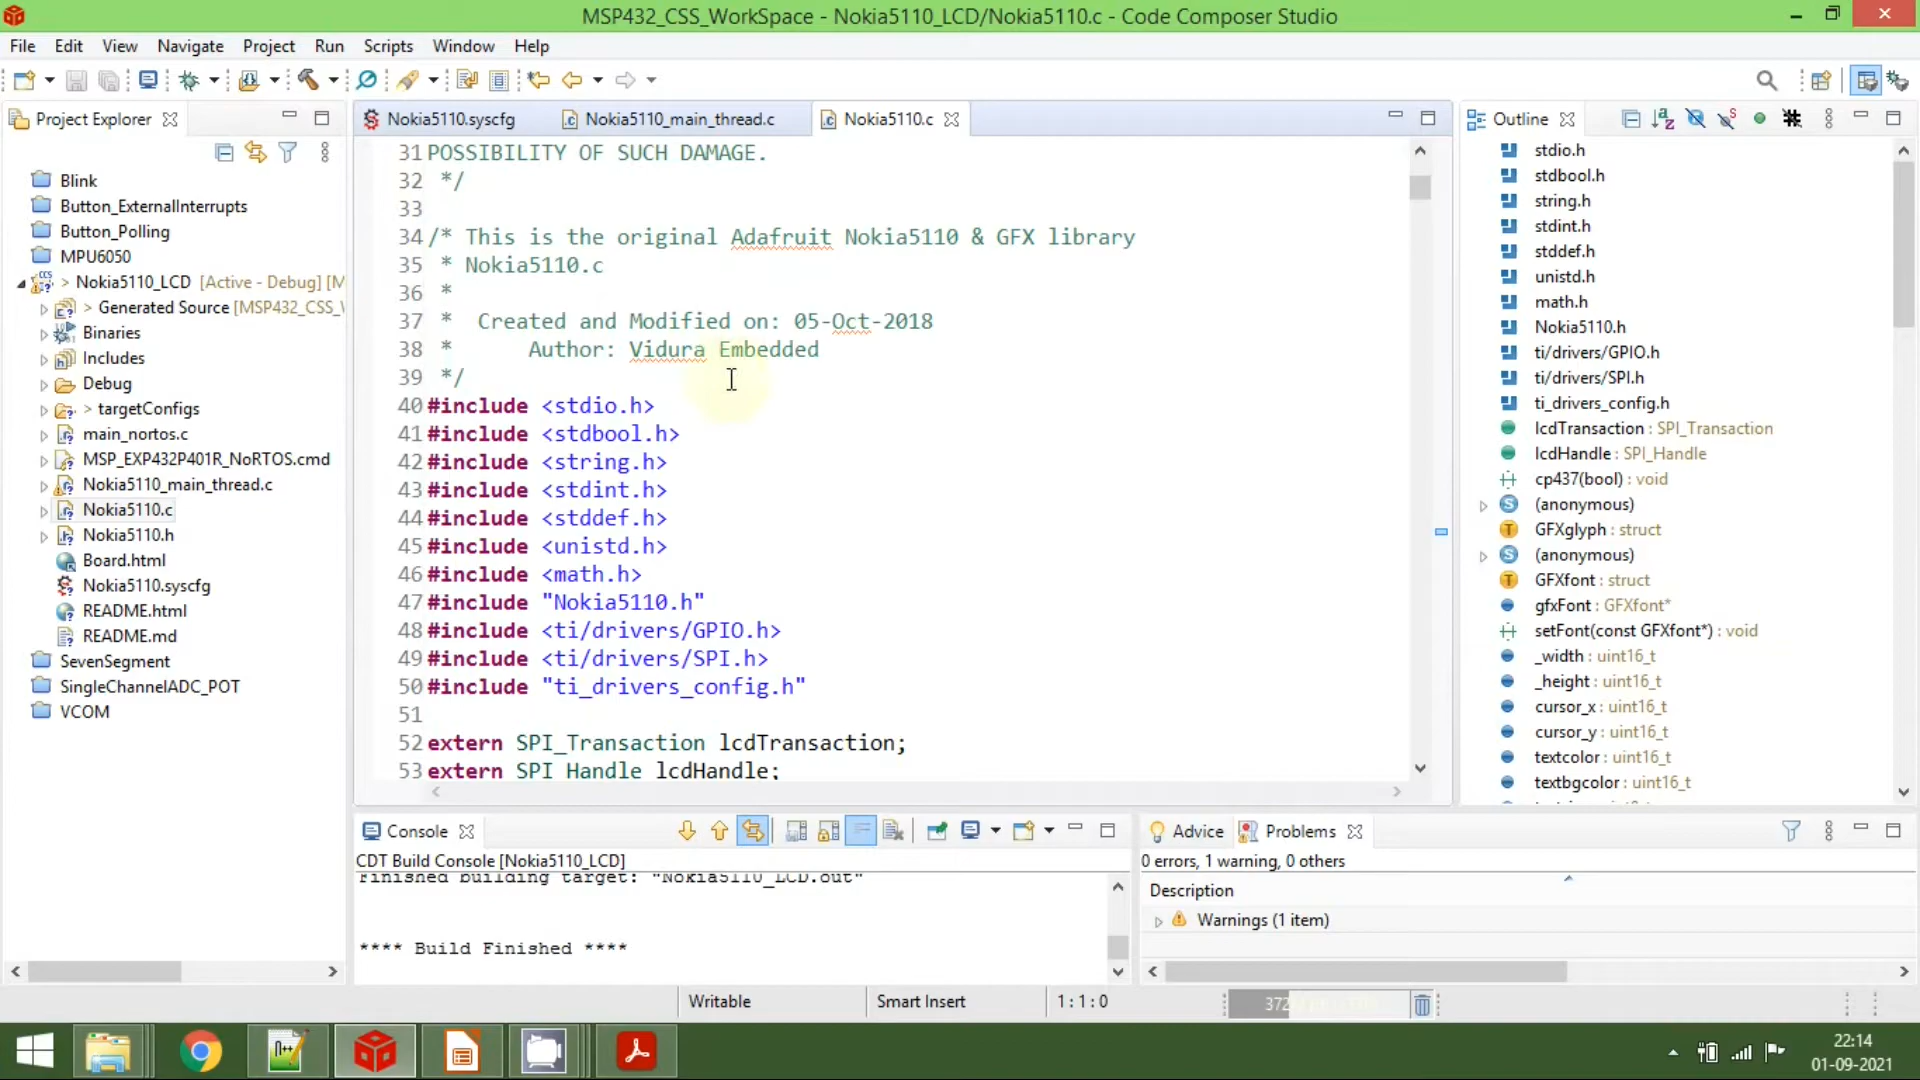 MSP432_CSS_WorkSpace - Nokia5110_LCD/Nokia5110.c - Code Composer Studio
File Edit View Navigate Project Run Scripts Window Help
Project Explorer
Blink
Button_ExternalInterrupts
Button_Polling
MPU6050
> Nokia5110_LCD [Active - Debug] [M
> Generated Source [MSP432_CSS_
Binaries
Includes
Debug
> targetConfigs
main_nortos.c
MSP_EXP432P401R_NoRTOS.cmd
Nokia5110_main_thread.c
Nokia5110.c
Nokia5110.h
Board.html
Nokia5110.syscfg
README.html
README.md
SevenSegment
SingleChannelADC_POT
VCOM
Nokia5110.syscfg Nokia5110_main_thread.c Nokia5110.c
31 POSSIBILITY OF SUCH DAMAGE.
32 */
33
34 /* This is the original Adafruit Nokia5110 & GFX library
35 * Nokia5110.c
36 *
37 * Created and Modified on: 05-Oct-2018
38 * Author: Vidura Embedded
39 */
40 #include <stdio.h>
41 #include <stdbool.h>
42 #include <string.h>
43 #include <stdint.h>
44 #include <stddef.h>
45 #include <unistd.h>
46 #include <math.h>
47 #include "Nokia5110.h"
48 #include <ti/drivers/GPIO.h>
49 #include <ti/drivers/SPI.h>
50 #include "ti_drivers_config.h"
51
52 extern SPI_Transaction lcdTransaction;
53 extern SPI_Handle lcdHandle;
Outline
stdio.h
stdbool.h
string.h
stdint.h
stddef.h
unistd.h
math.h
Nokia5110.h
ti/drivers/GPIO.h
ti/drivers/SPI.h
ti_drivers_config.h
lcdTransaction : SPI_Transaction
lcdHandle : SPI_Handle
cp437(bool) : void
(anonymous)
GFXglyph : struct
(anonymous)
GFXfont : struct
gfxFont : GFXfont*
setFont(const GFXfont*) : void
_width : uint16_t
_height : uint16_t
cursor_x : uint16_t
cursor_y : uint16_t
textcolor : uint16_t
textbgcolor : uint16_t
Console
CDT Build Console [Nokia5110_LCD]
Finished building target: "Nokia5110_LCD.out"
**** Build Finished ****
Advice Problems
0 errors, 1 warning, 0 others
Description
Warnings (1 item)
Writable Smart Insert 1 : 1 : 0
22:14
01-09-2021